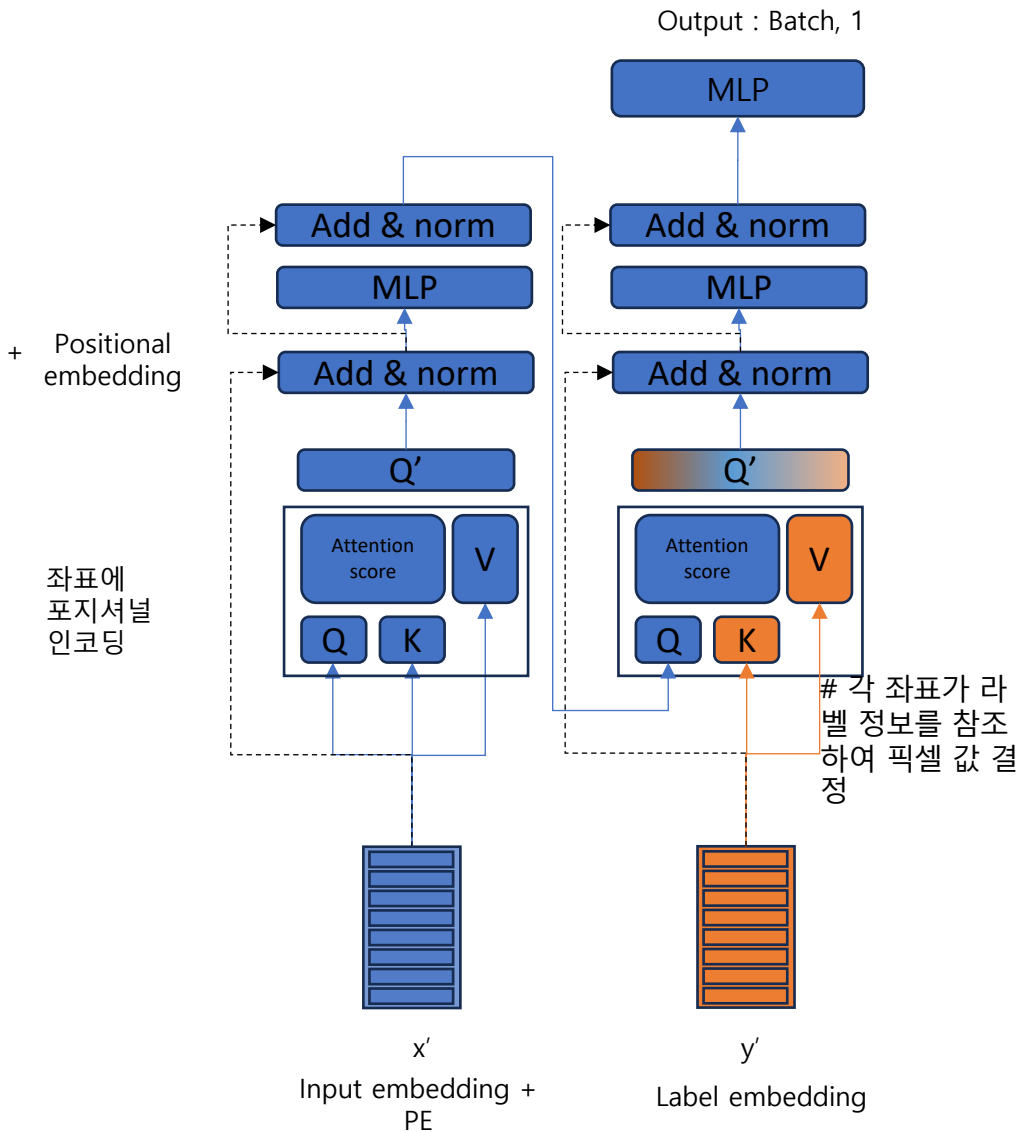 Output : Batch, 1
MLP
Add & norm
Add & norm
MLP
MLP
+ Positional
embedding
Add & norm
Add & norm
Q’
Q’
Attention
score
V
Attention
score
V
좌표에
포지셔널
인코딩
Q
K
Q
K
# 각 좌표가 라
벨 정보를 참조
하여 픽셀 값 결
정
x’
Input embedding +
PE
y’
Label embedding